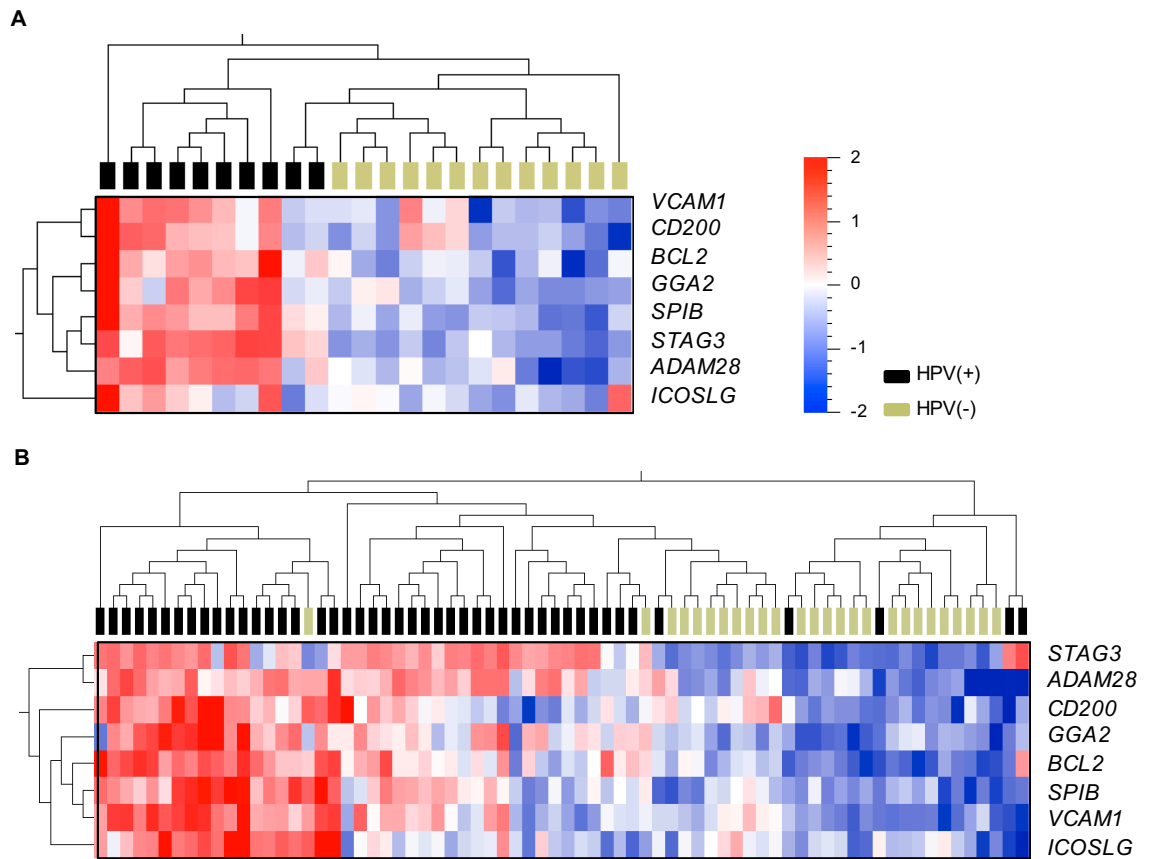 A
VCAM1
CD200
BCL2
GGA2
SPIB
STAG3
ADAM28
ICOSLG
2
1
0
-1
-2
HPV(+)
HPV(-)
B
STAG3
ADAM28
CD200
GGA2
BCL2
SPIB
VCAM1
ICOSLG